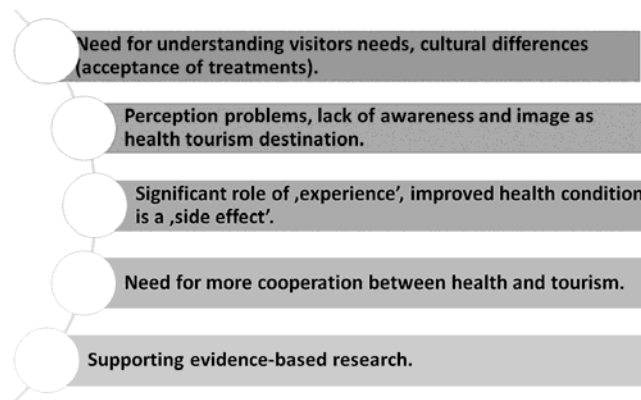 Need for understanding visitors needs, cultural differences
(acceptance of treatments).
Perception problems, lack of awareness and image as
health tourism destination.
Significant role of ‚experience’, improved health condition
is a ‚side effect’.
Need for more cooperation between health and tourism.
Supporting evidence-based research.